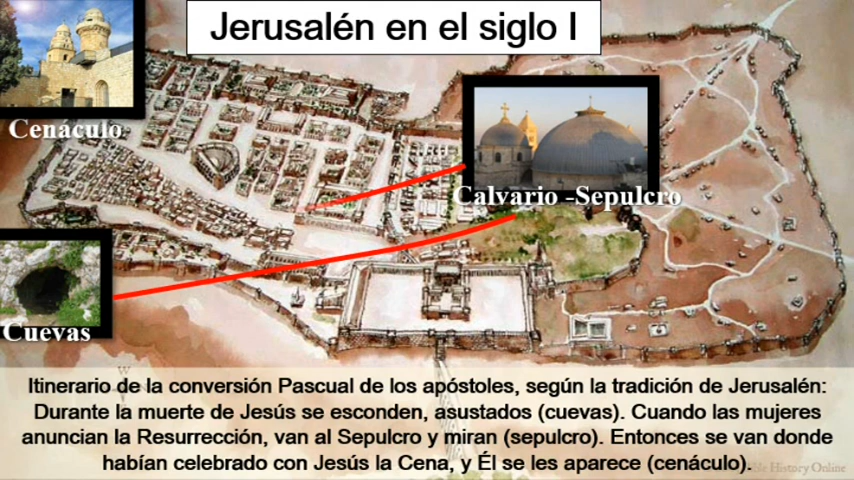 Jerusalén en el siglo I
Cenáculo
Calvario -Sepulcro
Cuevas
W
Itinerario de la conversión Pascual de los apóstoles, según la tradición de Jerusalén:
Durante la muerte de Jesús se esconden, asustados (cuevas). Cuando las mujeres
anuncian la Resurrección, van al Sepulcro y miran (sepulcro). Entonces se van donde
habían celebrado con Jesús la Cena, y Él se les aparece (cenáculo).
History Online